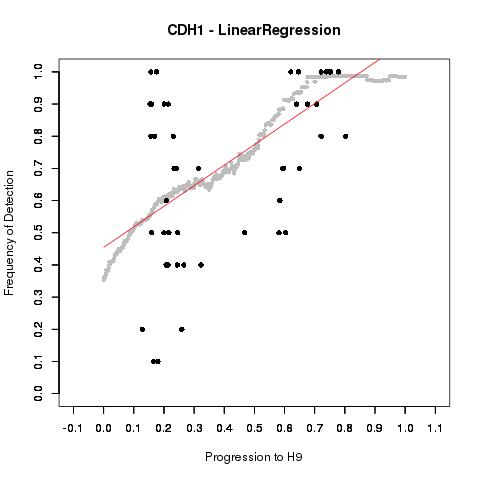 CDH1 - LinearRegression
Frequency of Detection
1.0
0.9
0.8
0.7
0.6
0.5
0.4
0.3
0.2
0.1
0.0
-0.1 0.0 0.1 0.2 0.3 0.4 0.5 0.6 0.7 0.8 0.9 1.0 1.1
Progression to H9